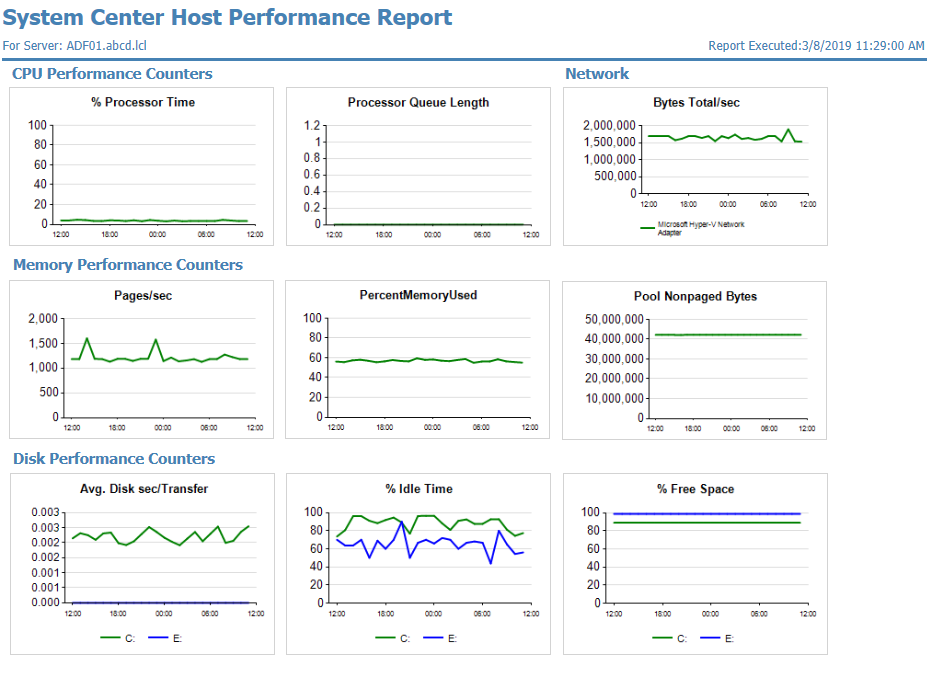 System Center Host Performance Report
For Server: ADF01.abcd.lcl
Report Executed:3/8/2019 11:29:00 AM
CPU Performance Counters
Network
% Processor Time
100
80
60
40
20
0
12:00 18:00 00:00 06:00 12:00
Processor Queue Length
1.2
1
0.8
0.6
0.4
0.2
0
12:00 18:00 00:00 06:00 12:00
Bytes Total/sec
2,000,000
1,500,000
1,000,000
500,000
0
12:00 18:00 00:00 06:00 12:00
Microsoft Hyper-V Network
Adapter
Memory Performance Counters
Pages/sec
2,000
1,500
1,000
500
0
12:00 18:00 00:00 06:00 12:00
PercentMemoryUsed
100
80
60
40
20
0
12:00 18:00 00:00 06:00 12:00
Pool Nonpaged Bytes
50,000,000
40,000,000
30,000,000
20,000,000
10,000,000
0
12:00 18:00 00:00 06:00 12:00
Disk Performance Counters
Avg. Disk sec/Transfer
0.003
0.003
0.002
0.002
0.001
0.001
0.000
12:00 18:00 00:00 06:00 12:00
C: E:
% Idle Time
100
80
60
40
20
0
12:00 18:00 00:00 06:00 12:00
C: E:
% Free Space
100
80
60
40
20
0
12:00 18:00 00:00 06:00 12:00
C: E: